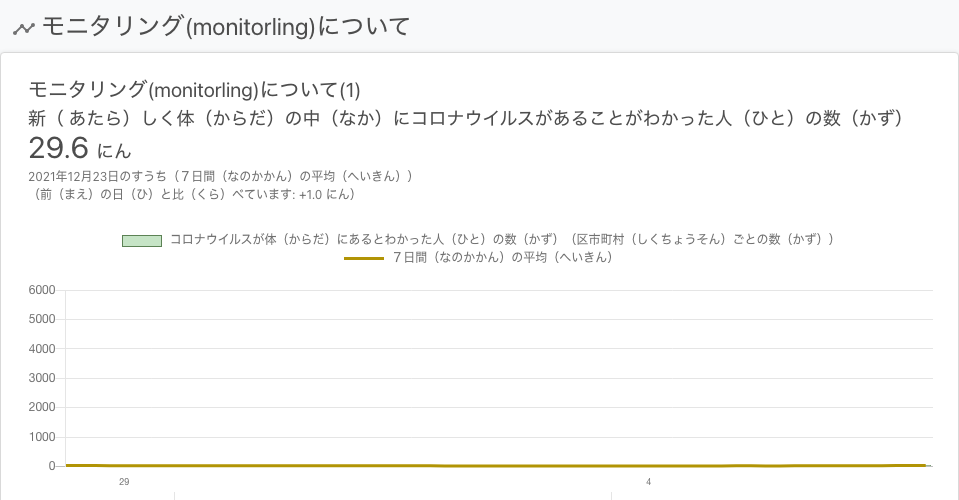 モニタリング(monitorling)について
モニタリング(monitorling)について(1)
新（ あたら）しく体（からだ）の中（なか）にコロナウイルスがあることがわかった人（ひと）の数（かず）
29.6 にん
2021年12月23日のすうち（７日間（なのかかん）の平均（へいきん））
（前（まえ）の日（ひ）と比（くら）べています: +1.0 にん）
コロナウイルスが体（からだ）にあるとわかった人（ひと）の数（かず）（区市町村（しくちょうそん）ごとの数（かず））
７日間（なのかかん）の平均（へいきん）
6000
5000
4000
3000
2000
1000
0
29 4